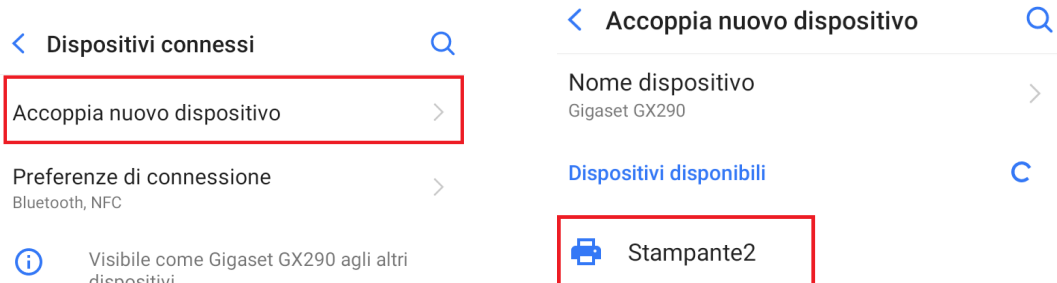 Dispositivi connessi
Accoppia nuovo dispositivo
Preferenze di connessione
Bluetooth, NFC
Visibile come Gigaset GX290 agli altri
dispositivi
Accoppia nuovo dispositivo
Nome dispositivo
Gigaset GX290
Dispositivi disponibili
Stampante2